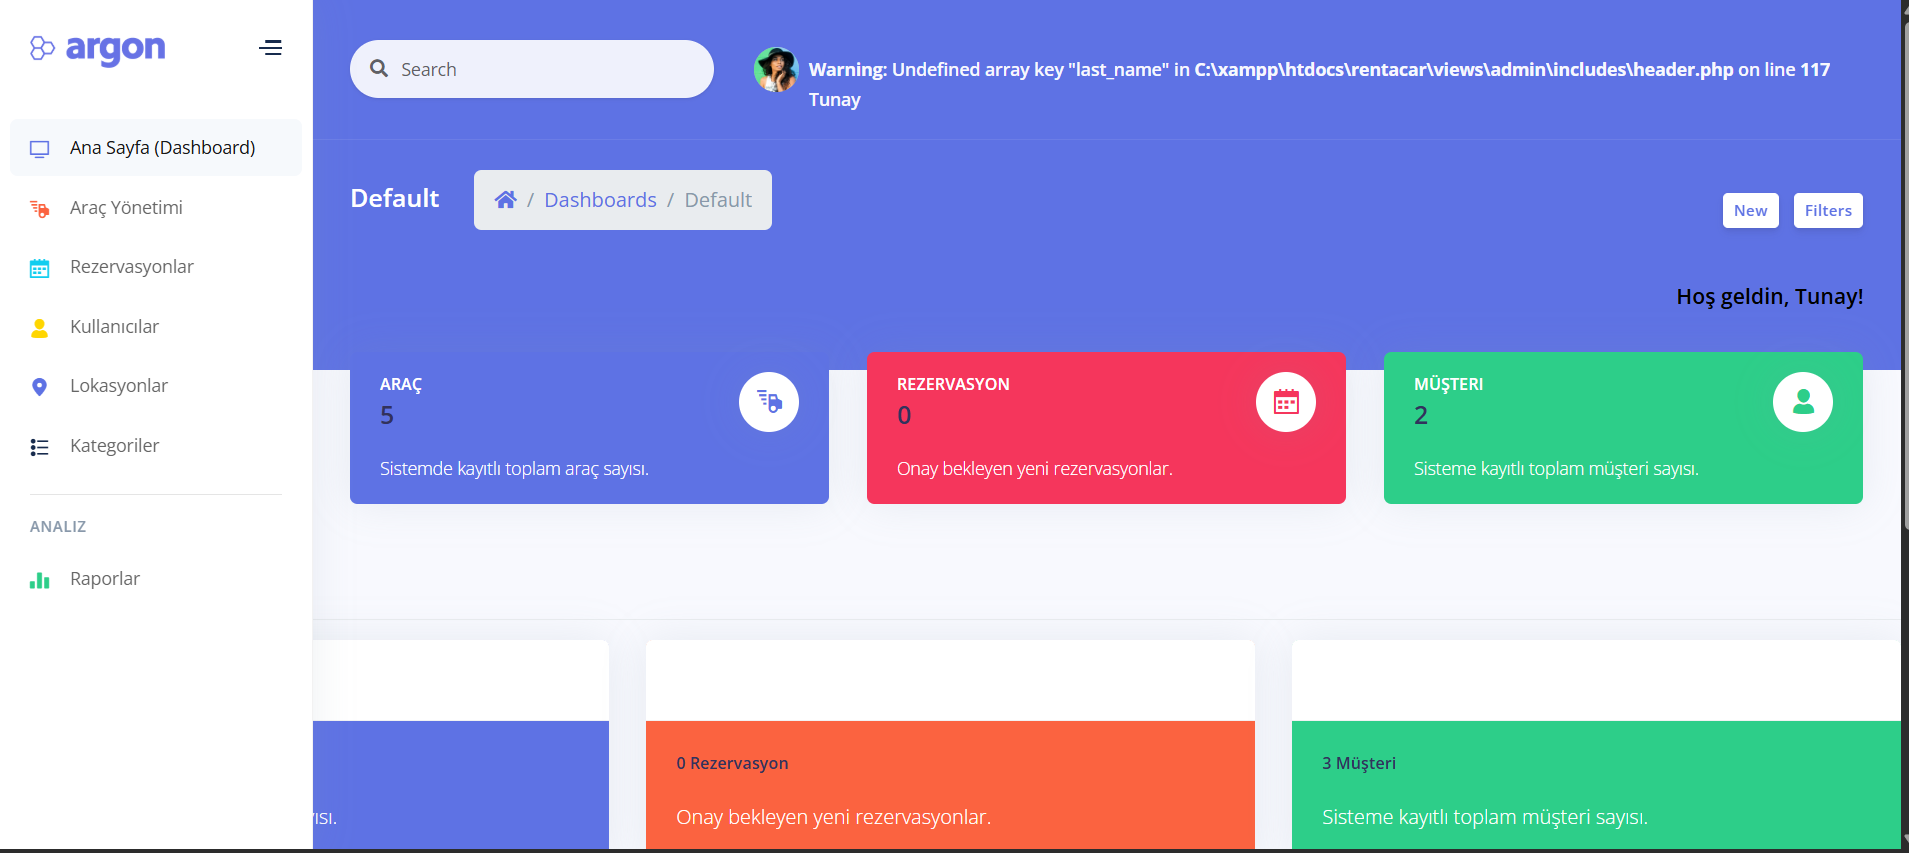 argon
Search
Warning: Undefined array key "last_name" in C:\xampp\htdocs\rentacar\views\admin\includes\header.php on line 117
Tunay
Ana Sayfa (Dashboard)
Araç Yönetimi
Rezervasyonlar
Kullanıcılar
Lokasyonlar
Kategoriler
ANALIZ
Raporlar
Default
/ Dashboards / Default
New
Filters
Hoş geldin, Tunay!
ARAÇ
5
Sistemde kayıtlı toplam araç sayısı.
REZERVASYON
0
Onay bekleyen yeni rezervasyonlar.
MÜŞTERI
2
Sisteme kayıtlı toplam müşteri sayısı.
0 Rezervasyon
Onay bekleyen yeni rezervasyonlar.
3 Müşteri
Sisteme kayıtlı toplam müşteri sayısı.